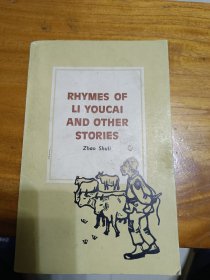 RHYMES OF
LI YOUCAI
AND OTHER
STORIES
Zhao Shuli